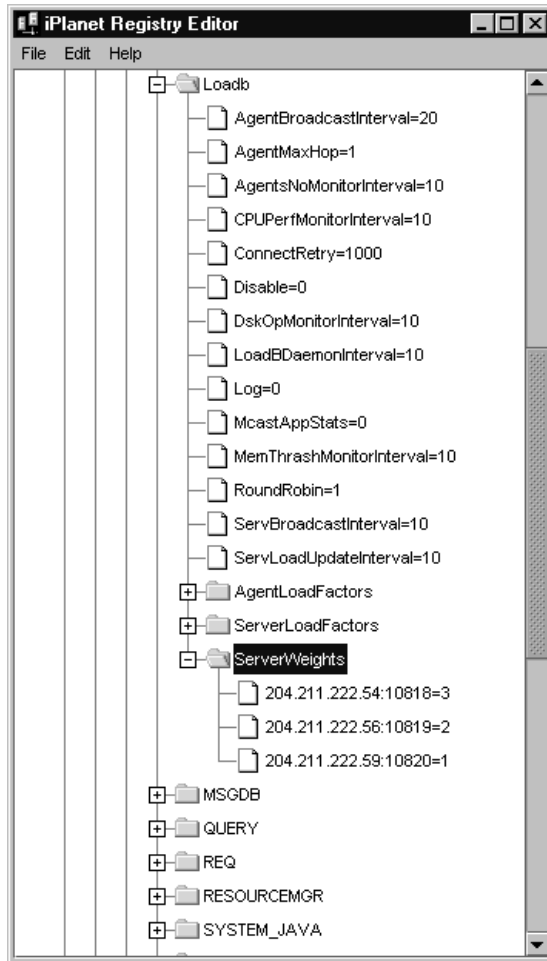 iPlanet Registry Editor
File Edit Help
Loadb
AgentBroadcastInterval=20
AgentMaxHop=1
AgentsNoMonitorInterval=10
CPUPerfMonitorInterval=10
ConnectRetry=1000
Disable=0
DskOpMonitorInterval=10
LoadBDaemonInterval=10
Log=0
McastAppStats=0
MemThrashMonitorInterval=10
RoundRobin=1
ServBroadcastInterval=10
ServLoadUpdateInterval=10
AgentLoadFactors
ServerLoadFactors
ServerWeights
204.211.222.54:10818=3
204.211.222.56:10819=2
204.211.222.59:10820=1
MSGDB
QUERY
REQ
RESOURCEMGR
SYSTEM_JAVA